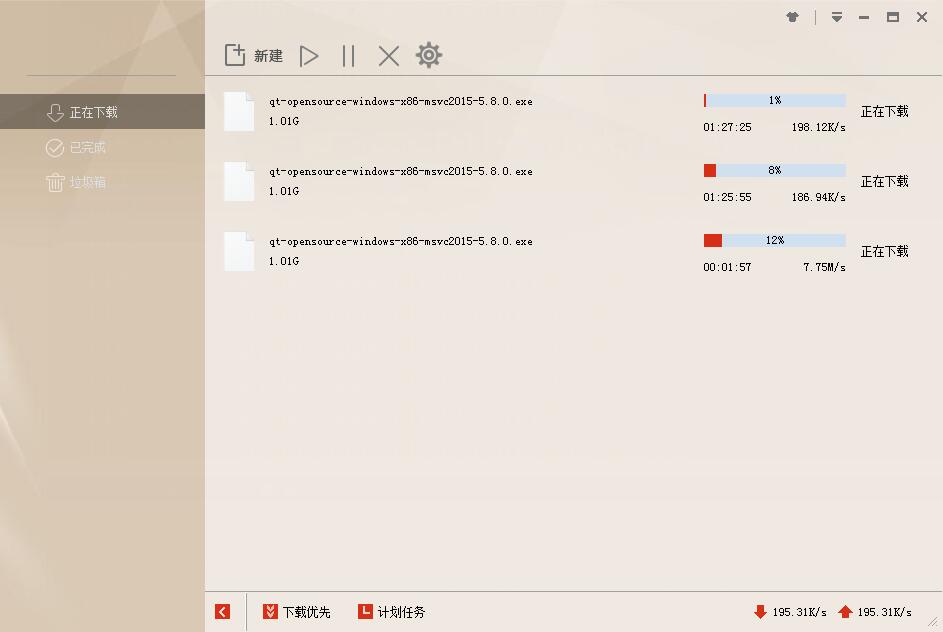 新建
正在下载
已完成
垃圾箱
qt-opensource-windows-x86-msvc2015-5.8.0.exe
1.01G
1%
01:27:25 198.12K/s
正在下载
qt-opensource-windows-x86-msvc2015-5.8.0.exe
1.01G
8%
01:25:55 186.94K/s
正在下载
qt-opensource-windows-x86-msvc2015-5.8.0.exe
1.01G
12%
00:01:57 7.75M/s
正在下载
下载优先 计划任务 195.31K/s 195.31K/s